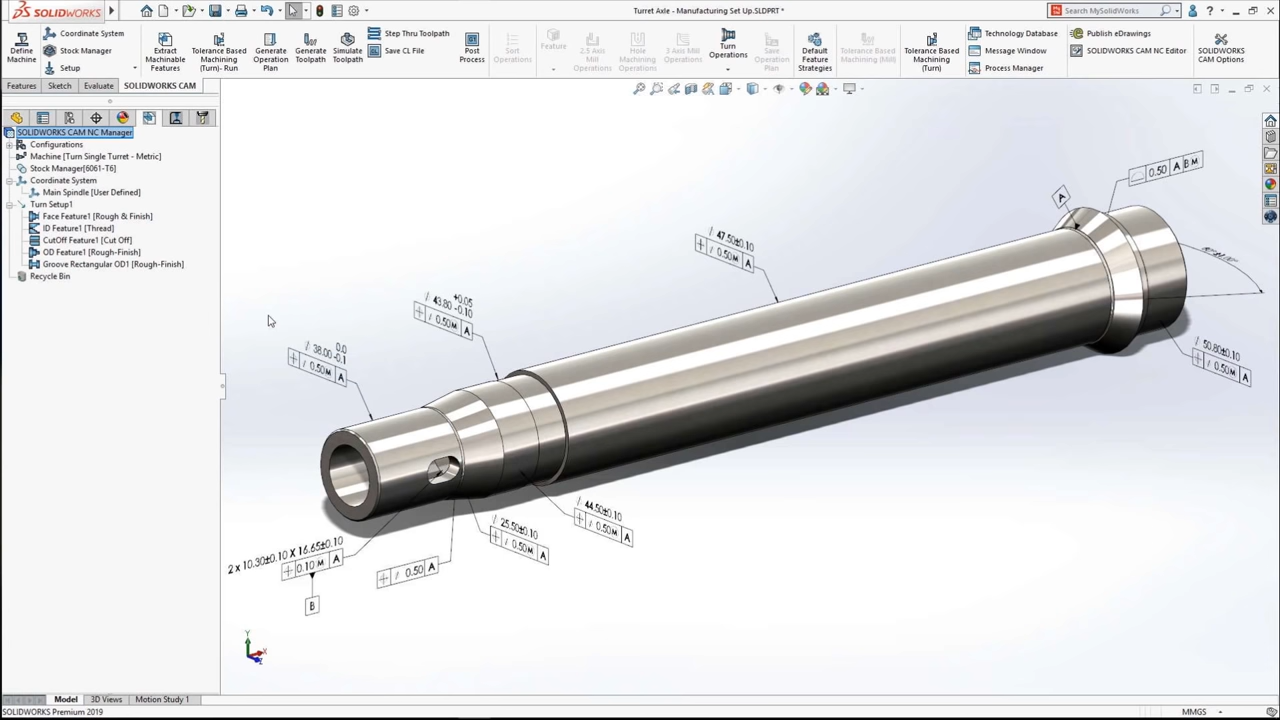 SOLIDWORKS
Turret Axle - Manufacturing Set Up.SLDPRT *
Search MySolidWorks
Define Machine
Coordinate System
Stock Manager
Setup
Extract Machinable Features
Tolerance Based Machining (Turn) - Run
Generate Operation Plan
Generate Toolpath
Simulate Toolpath
Step Thru Toolpath
Save CL File
Post Process
Sort Operations
Feature
2.5 Axis Mill Operations
Hole Machining Operations
3 Axis Mill Operations
Turn Operations
Save Operation Plan
Default Feature Strategies
Tolerance Based Machining (Mill)
Tolerance Based Machining (Turn)
Technology Database
Message Window
Process Manager
Publish eDrawings
SOLIDWORKS CAM NC Editor
SOLIDWORKS CAM Options
Features
Sketch
Evaluate
SOLIDWORKS CAM
SOLIDWORKS CAM NC Manager
Configurations
Machine [Turn Single Turret - Metric]
Stock Manager[6061-T6]
Coordinate System
Main Spindle [User Defined]
Turn Setup1
Face Feature1 [Rough & Finish]
ID Feature1 [Thread]
CutOff Feature1 [Cut Off]
OD Feature1 [Rough-Finish]
Groove Rectangular OD1 [Rough-Finish]
Recycle Bin
0.50 A B M
A
47.50±0.10
0.50M A
+0.05
43.80 -0.10
0.50M A
0.0
38.00 -0.1
0.50M A
50.80±0.10
0.50M A
44.50±0.10
0.50M A
25.50±0.10
0.50M A
2 x 10.30±0.10 X 16.65±0.10
0.10 M A
0.50 A
B
Y
X
Z
Model
3D Views
Motion Study 1
SOLIDWORKS Premium 2019
MMGS